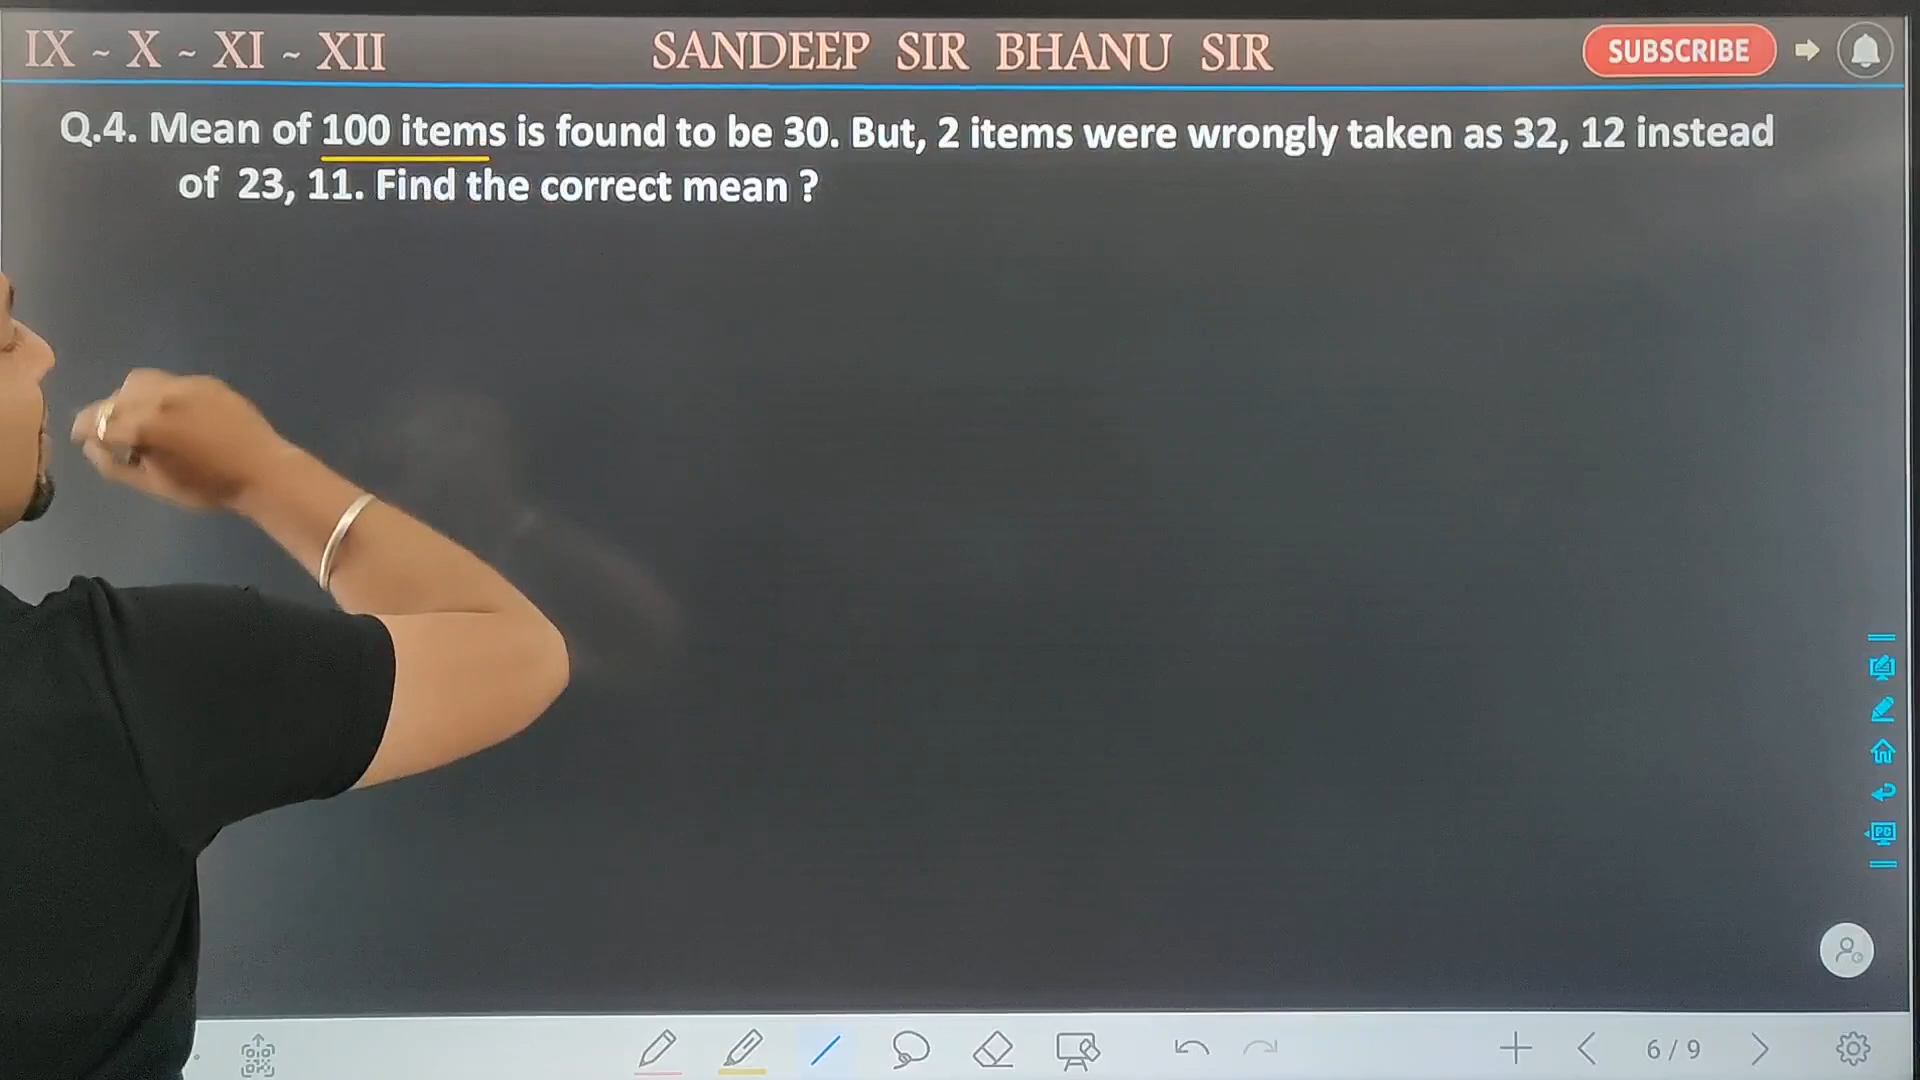 IX ~ X ~ XI ~ XII SANDEEP SIR BHANU SIR SUBSCRIBE
Q.4. Mean of 100 items is found to be 30. But, 2 items were wrongly taken as 32, 12 instead
of 23, 11. Find the correct mean ?
PC
6 / 9